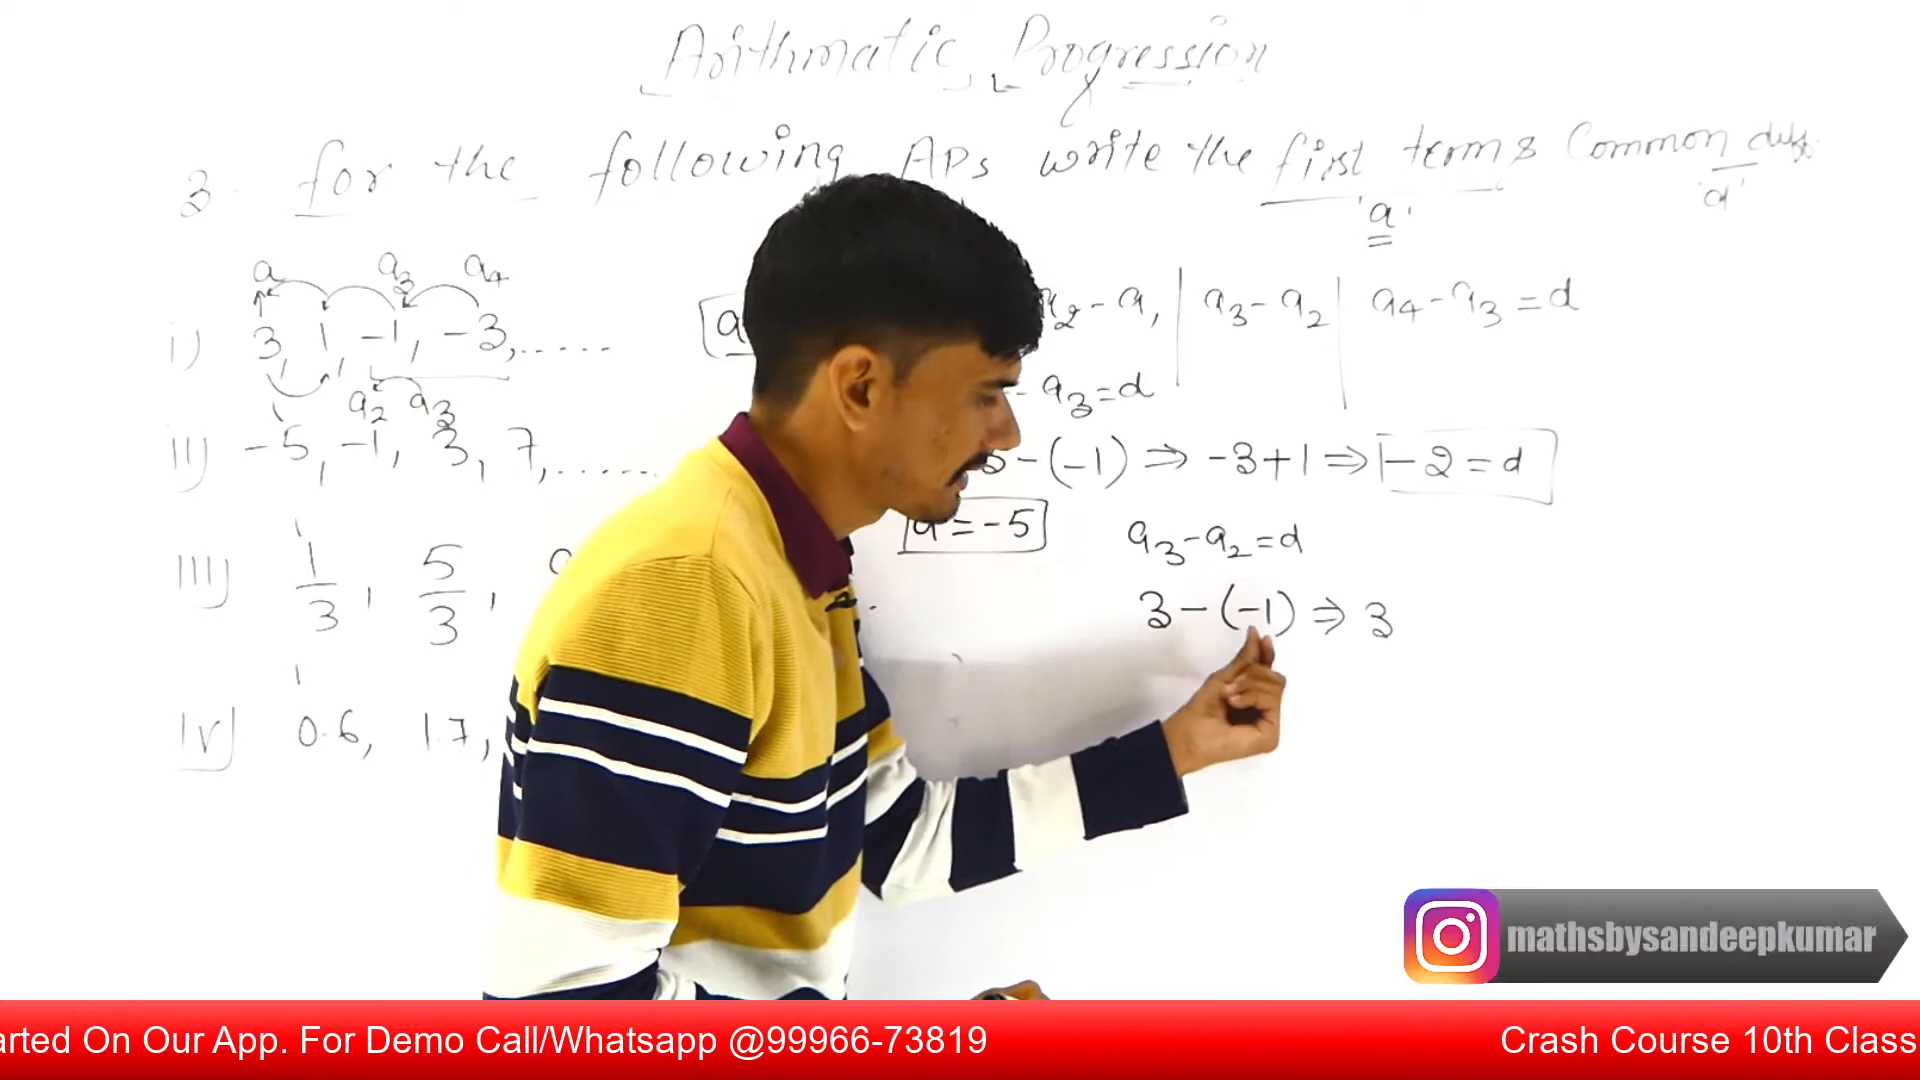 Arithmatic Progression
3. for the following APs write the first terms Common diff.
'a' 'd'
a a3 a4
i) 3, 1, -1, -3, ......
a2 - a1 | a3 - a2 | a4 - a3 = d
- a3 = d
a2 a3
ii) -5, -1, 3, 7, ......
- (-1) ⇒ -3+1 ⇒ -2 = d
a = -5
a3 - a2 = d
iii) 1/3, 5/3,
3 - (-1) ⇒ 3
iv) 0.6, 1.7,
mathsbysandeepkumar
arted On Our App. For Demo Call/Whatsapp @99966-73819 Crash Course 10th Class